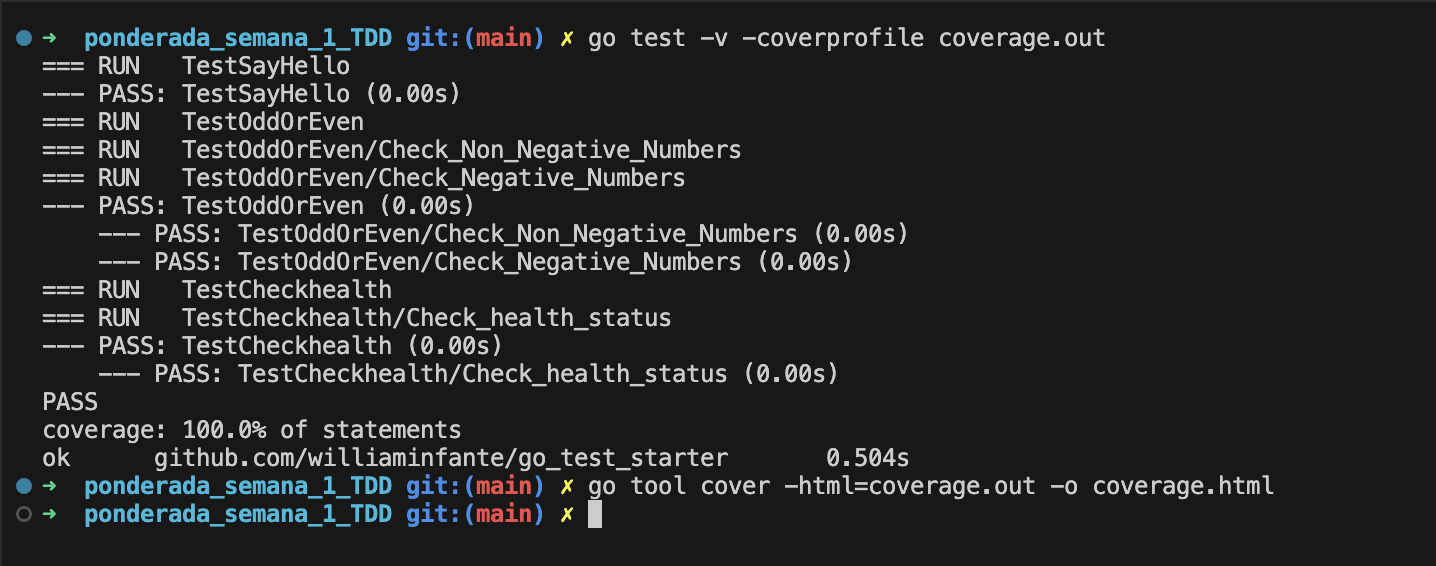 ➜  ponderada_semana_1_TDD git:(main) ✗ go test -v -coverprofile coverage.out
=== RUN   TestSayHello
--- PASS: TestSayHello (0.00s)
=== RUN   TestOddOrEven
=== RUN   TestOddOrEven/Check_Non_Negative_Numbers
=== RUN   TestOddOrEven/Check_Negative_Numbers
--- PASS: TestOddOrEven (0.00s)
    --- PASS: TestOddOrEven/Check_Non_Negative_Numbers (0.00s)
    --- PASS: TestOddOrEven/Check_Negative_Numbers (0.00s)
=== RUN   TestCheckhealth
=== RUN   TestCheckhealth/Check_health_status
--- PASS: TestCheckhealth (0.00s)
    --- PASS: TestCheckhealth/Check_health_status (0.00s)
PASS
coverage: 100.0% of statements
ok      github.com/williaminfante/go_test_starter       0.504s
➜  ponderada_semana_1_TDD git:(main) ✗ go tool cover -html=coverage.out -o coverage.html
➜  ponderada_semana_1_TDD git:(main) ✗